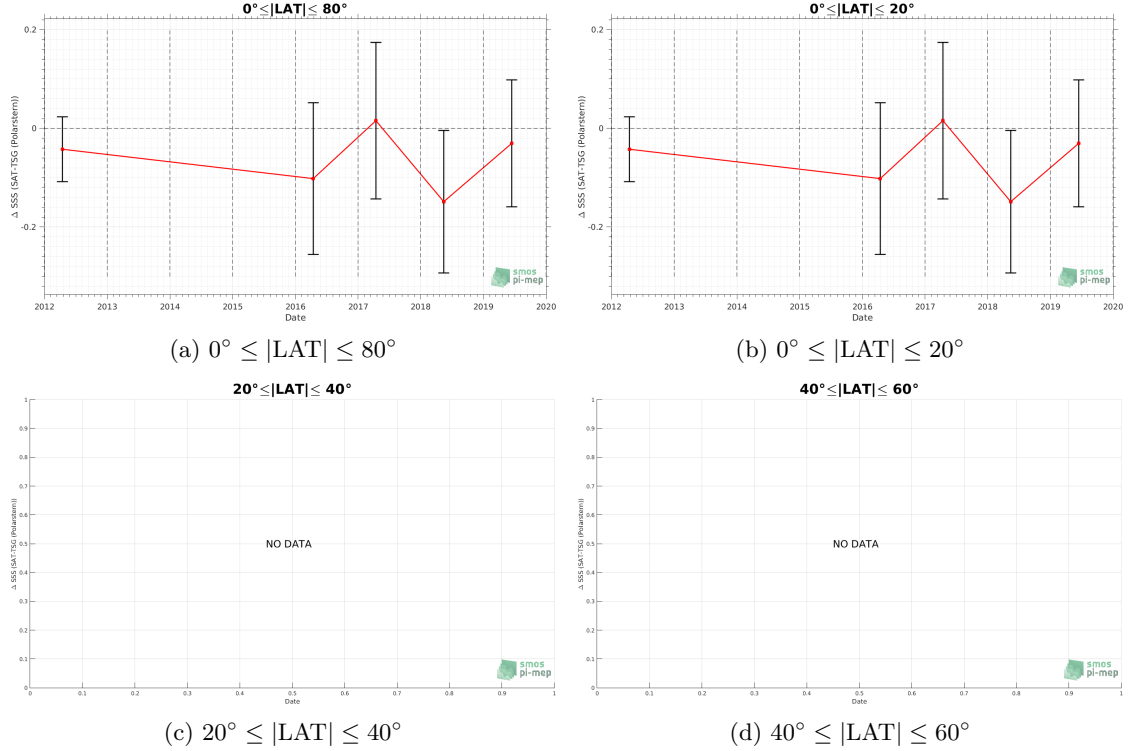 0°≤|LAT|≤ 80°
0.2
0
-0.2
Δ SSS (SAT-TSG (Polarstern))
2012 2013 2014 2015 2016 2017 2018 2019 2020
Date
smos
pi-mep
(a) 0° ≤ |LAT| ≤ 80°
0°≤|LAT|≤ 20°
0.2
0
-0.2
Δ SSS (SAT-TSG (Polarstern))
2012 2013 2014 2015 2016 2017 2018 2019 2020
Date
smos
pi-mep
(b) 0° ≤ |LAT| ≤ 20°
20°≤|LAT|≤ 40°
1
0.9
0.8
0.7
0.6
0.5
0.4
0.3
0.2
0.1
0
Δ SSS (SAT-TSG (Polarstern))
NO DATA
0 0.1 0.2 0.3 0.4 0.5 0.6 0.7 0.8 0.9 1
Date
smos
pi-mep
(c) 20° ≤ |LAT| ≤ 40°
40°≤|LAT|≤ 60°
1
0.9
0.8
0.7
0.6
0.5
0.4
0.3
0.2
0.1
0
Δ SSS (SAT-TSG (Polarstern))
NO DATA
0 0.1 0.2 0.3 0.4 0.5 0.6 0.7 0.8 0.9 1
Date
smos
pi-mep
(d) 40° ≤ |LAT| ≤ 60°